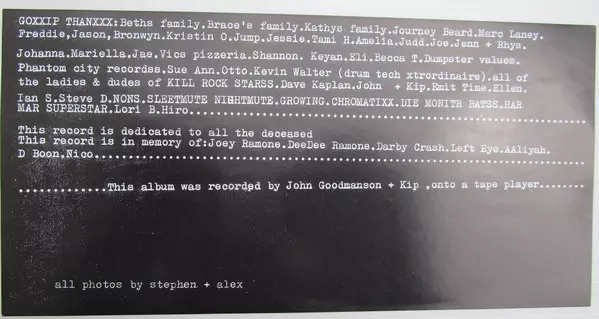 GOXXIP THANXXX:Beths family.Brace's family.Kathys family.Journey Beard.Marc Laney.
Freddie,Jason,Bronwyn.Kristin O.Jump.Jessie.Tami H.Amelia.Judd.Joe.Jenn + Rhys.
Johanna.Mariella.Jae.Vics pizzeria.Shannon. Keyan.Eli.Becca T.Dumpster values.
Phantom city recordss.Sue Ann.Otto.Kevin Walter (drum tech xtrordinaire).all of
the ladies & dudes of KILL ROCK STARSS.Dave Kaplan.John + Kip.Emit Time.Ellen.
Ian S.Steve D.NONS.SLEETMUTE NIGHTMUTE.GROWING.CHROMATIXX.DIE MONITR BATSS.HAR
MAR SUPERSTAR.Lori B.Hiro...................................................................
This record is dedicated to all the deceased
This record is in memory of:Joey Ramone.DeeDee Ramone.Darby Crash.Left Eye.AAliyah.
D Boon.Nico.................................................................................
.............This album was recorded by John Goodmanson + Kip ,onto a tape player........
all photos by stephen + alex